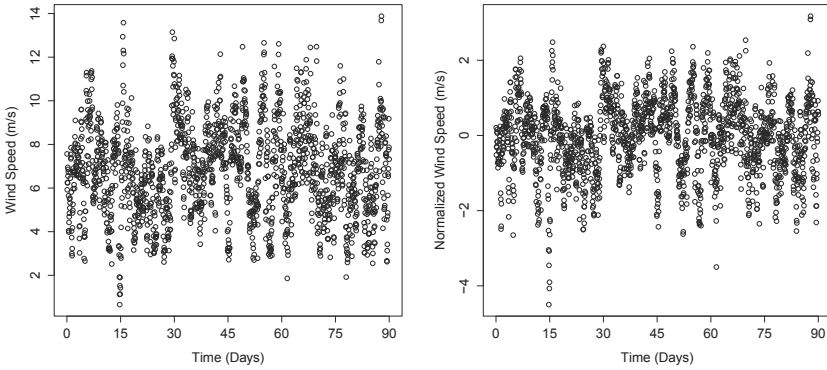 Wind Speed (m/s)
14
12
10
8
6
4
2
0 15 30 45 60 75 90
Time (Days)
Normalized Wind Speed (m/s)
2
0
−2
−4
0 15 30 45 60 75 90
Time (Days)